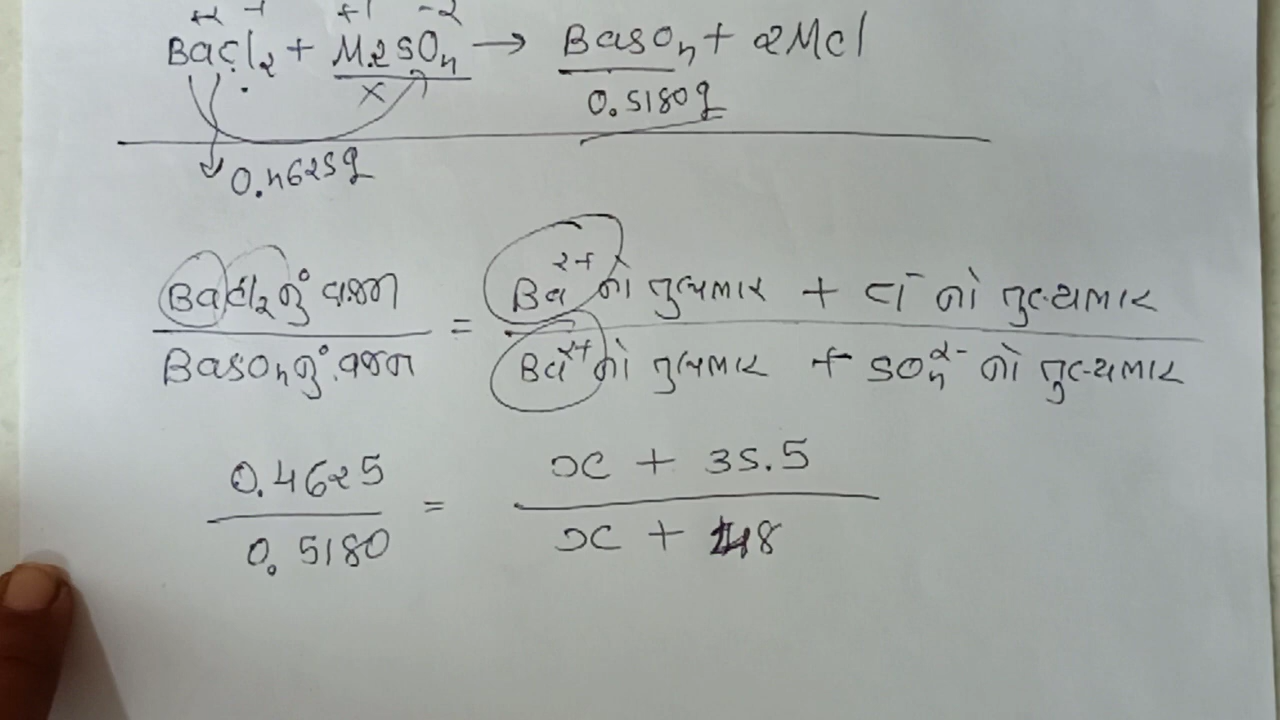 +2 -1 +1 -2
BaCl2 + M2SO4 → BaSO4 + 2MCl
x 0.5180g
0.4625g
BaCl2નું વજન = Ba2+નો તુલ્યભાર + Cl-નો તુલ્યભાર
BaSO4નું વજન Ba2+નો તુલ્યભાર + SO4 2-નો તુલ્યભાર
0.4625 = x + 35.5
0.5180 x + 48